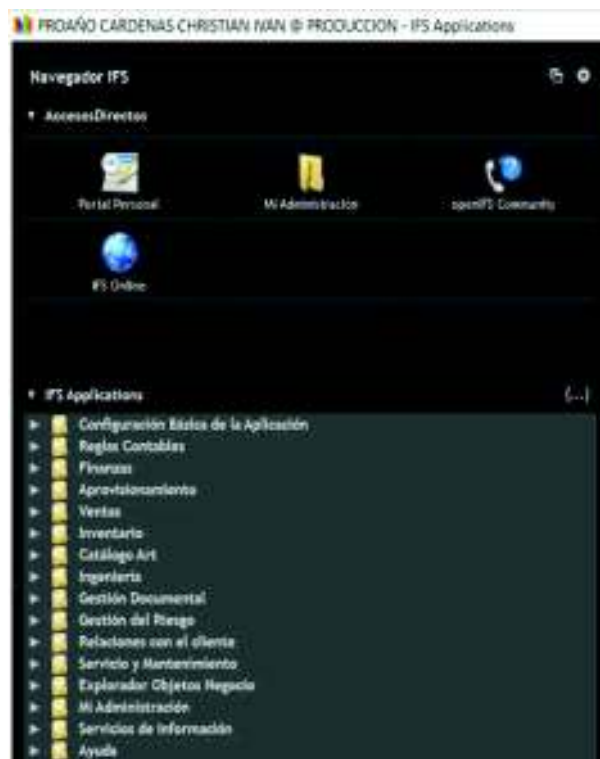 PROAÑO CARDENAS CHRISTIAN IVAN @ PRODUCCION - IFS Applications
Navegador IFS
AccesosDirectos
Portal Personal
Mi Administración
openIFS Community
IFS Online
IFS Applications
(...)
Configuración Básica de la Aplicación
Reglas Contables
Finanzas
Aprovisionamiento
Ventas
Inventario
Catálogo Art
Ingeniería
Gestión Documental
Gestión del Riesgo
Relaciones con el cliente
Servicio y Mantenimiento
Explorador Objetos Negocio
Mi Administración
Servicios de Información
Ayuda